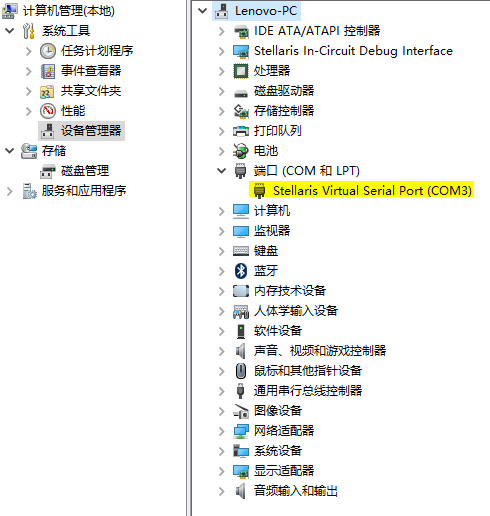 计算机管理(本地)
系统工具
任务计划程序
事件查看器
共享文件夹
性能
设备管理器
存储
磁盘管理
服务和应用程序
Lenovo-PC
IDE ATA/ATAPI 控制器
Stellaris In-Circuit Debug Interface
处理器
磁盘驱动器
存储控制器
打印队列
电池
端口 (COM 和 LPT)
Stellaris Virtual Serial Port (COM3)
计算机
监视器
键盘
蓝牙
内存技术设备
人体学输入设备
软件设备
声音、视频和游戏控制器
鼠标和其他指针设备
通用串行总线控制器
图像设备
网络适配器
系统设备
显示适配器
音频输入和输出